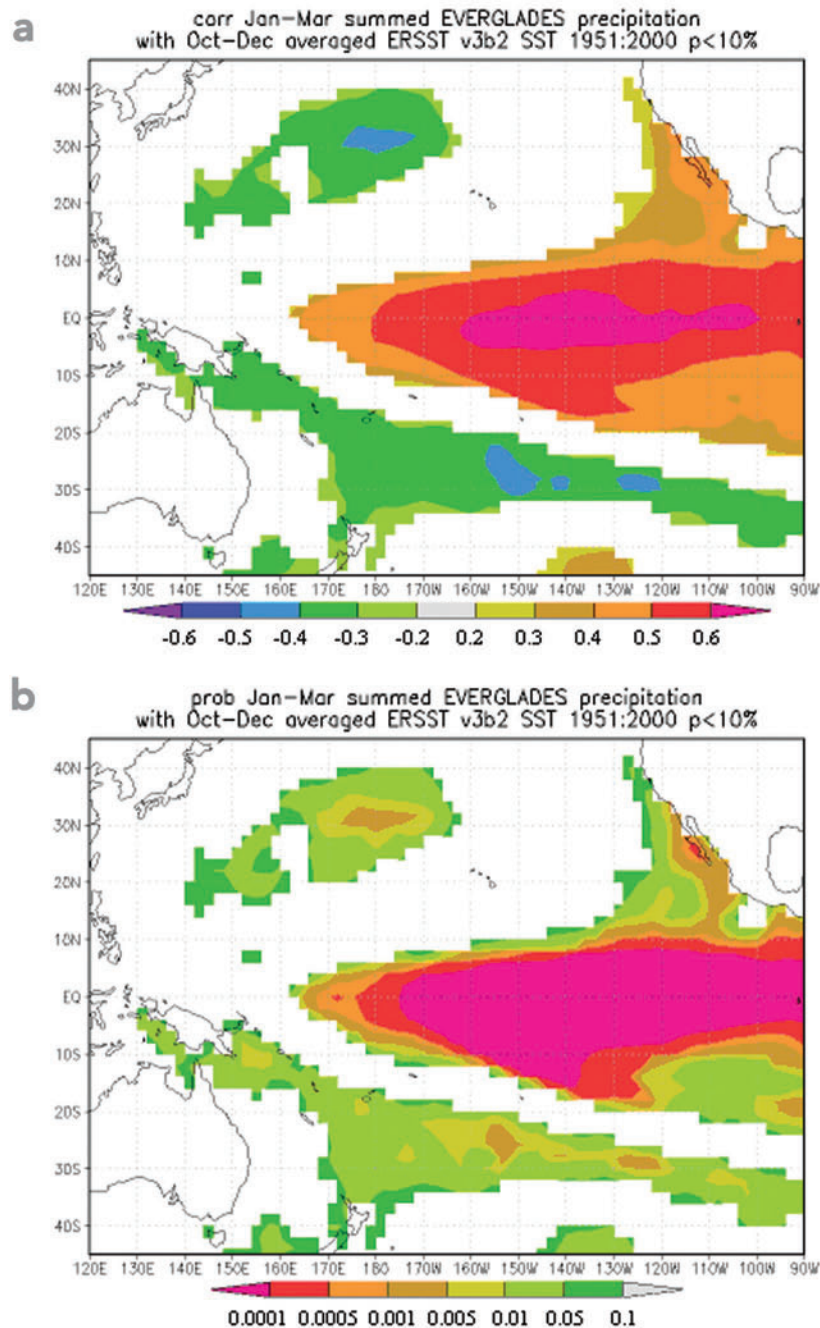 a
corr Jan-Mar summed EVERGLADES precipitation
with Oct-Dec averaged ERSST v3b2 SST 1951:2000 p<10%
40N
30N
20N
10N
EQ
10S
20S
30S
40S
120E 130E 140E 150E 160E 170E 180 170W 160W 150W 140W 130W 120W 110W 100W 90W
-0.6 -0.5 -0.4 -0.3 -0.2 0.2 0.3 0.4 0.5 0.6
b
prob Jan-Mar summed EVERGLADES precipitation
with Oct-Dec averaged ERSST v3b2 SST 1951:2000 p<10%
40N
30N
20N
10N
EQ
10S
20S
30S
40S
120E 130E 140E 150E 160E 170E 180 170W 160W 150W 140W 130W 120W 110W 100W 90W
0.0001 0.0005 0.001 0.005 0.01 0.05 0.1